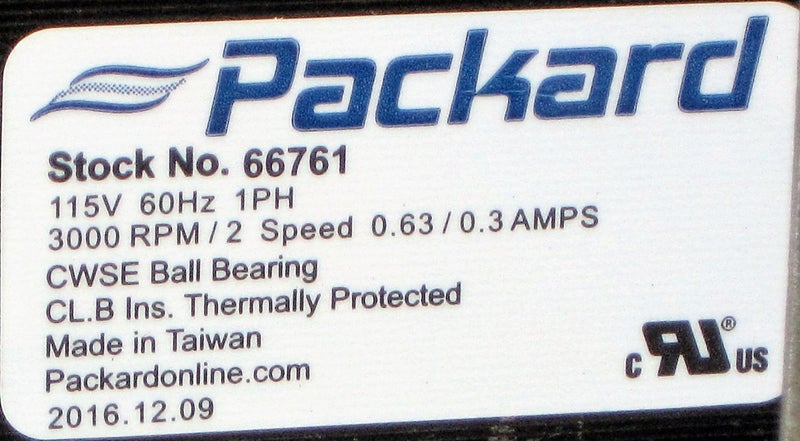 Packard
Stock No. 66761
115V 60Hz 1PH
3000 RPM / 2 Speed 0.63 / 0.3 AMPS
CWSE Ball Bearing
CL.B Ins. Thermally Protected
Made in Taiwan
Packardonline.com
2016.12.09
c RU® US